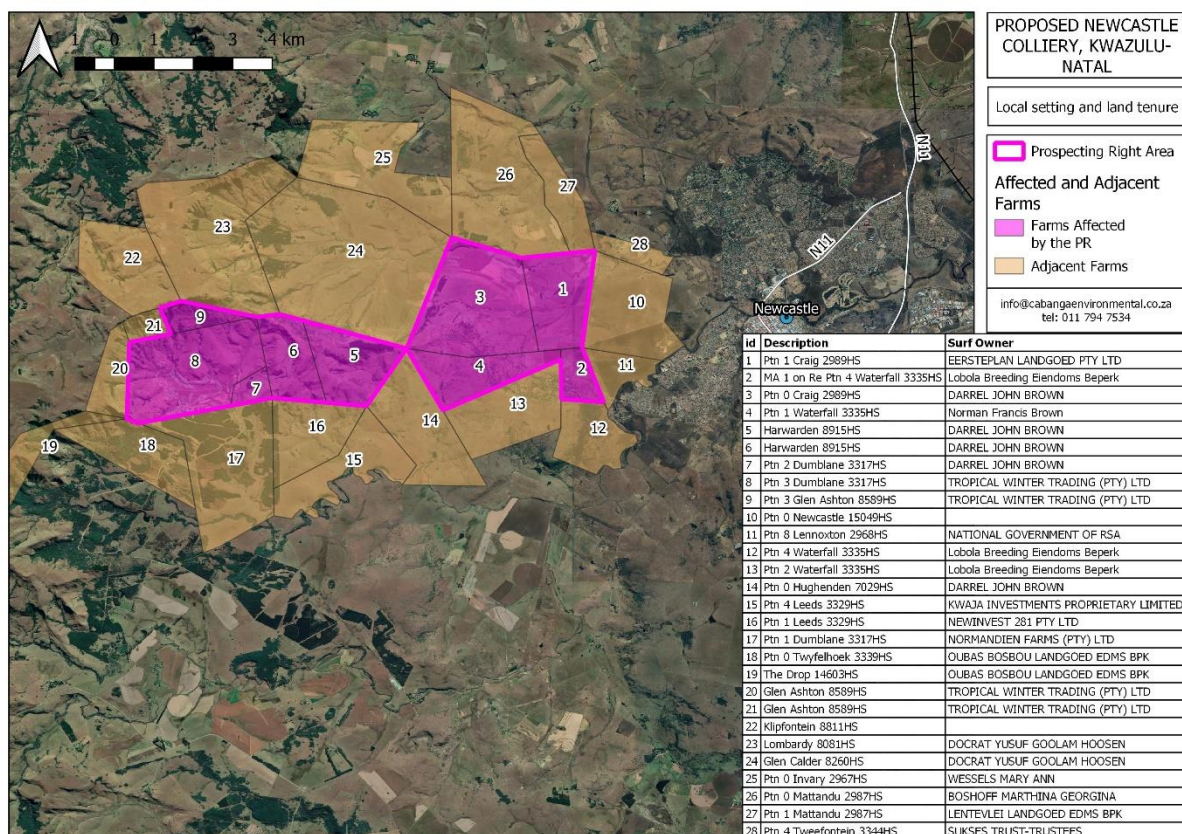 1 0 1 2 3 4 km
PROPOSED NEWCASTLE
COLLIERY, KWAZULU-
NATAL
Local setting and land tenure
Prospecting Right Area
Affected and Adjacent
Farms
Farms Affected
by the PR
Adjacent Farms
info@cabangaenvironmental.co.za
tel: 011 794 7534
N11
N11
Newcastle
25
26
27
23
24
28
22
10
3
1
21
9
8
6
5
4
2
11
20
7
13
12
16
14
19
18
17
15
id Description Surf Owner
1 Ptn 1 Craig 2989HS EERSTEPLAN LANDGOED PTY LTD
2 MA 1 on Re Ptn 4 Waterfall 3335HS Lobola Breeding Eiendoms Beperk
3 Ptn 0 Craig 2989HS DARREL JOHN BROWN
4 Ptn 1 Waterfall 3335HS Norman Francis Brown
5 Harwarden 8915HS DARREL JOHN BROWN
6 Harwarden 8915HS DARREL JOHN BROWN
7 Ptn 2 Dumblane 3317HS DARREL JOHN BROWN
8 Ptn 3 Dumblane 3317HS TROPICAL WINTER TRADING (PTY) LTD
9 Ptn 3 Glen Ashton 8589HS TROPICAL WINTER TRADING (PTY) LTD
10 Ptn 0 Newcastle 15049HS
11 Ptn 8 Lennoxton 2968HS NATIONAL GOVERNMENT OF RSA
12 Ptn 4 Waterfall 3335HS Lobola Breeding Eiendoms Beperk
13 Ptn 2 Waterfall 3335HS Lobola Breeding Eiendoms Beperk
14 Ptn 0 Hughenden 7029HS DARREL JOHN BROWN
15 Ptn 4 Leeds 3329HS KWAJA INVESTMENTS PROPRIETARY LIMITED
16 Ptn 1 Leeds 3329HS NEWINVEST 281 PTY LTD
17 Ptn 1 Dumblane 3317HS NORMANDIEN FARMS (PTY) LTD
18 Ptn 0 Twyfelhoek 3339HS OUBAS BOSBOU LANDGOED EDMS BPK
19 The Drop 14603HS OUBAS BOSBOU LANDGOED EDMS BPK
20 Glen Ashton 8589HS TROPICAL WINTER TRADING (PTY) LTD
21 Glen Ashton 8589HS TROPICAL WINTER TRADING (PTY) LTD
22 Klipfontein 8811HS
23 Lombardy 8081HS DOCRAT YUSUF GOOLAM HOOSEN
24 Glen Calder 8260HS DOCRAT YUSUF GOOLAM HOOSEN
25 Ptn 0 Invary 2967HS WESSELS MARY ANN
26 Ptn 0 Mattandu 2987HS BOSHOFF MARTHINA GEORGINA
27 Ptn 1 Mattandu 2987HS LENTEVLEI LANDGOED EDMS BPK
28 Ptn 4 Tweefontein 3344HS SUKSES TRUST-TRUSTEES